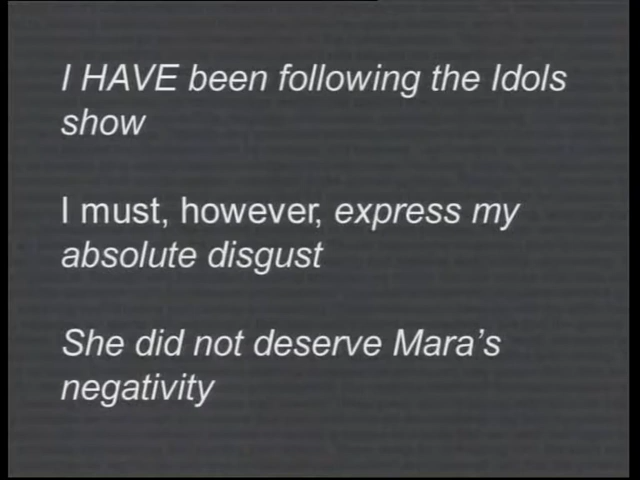 I HAVE been following the Idols
show
I must, however, express my
absolute disgust
She did not deserve Mara’s
negativity